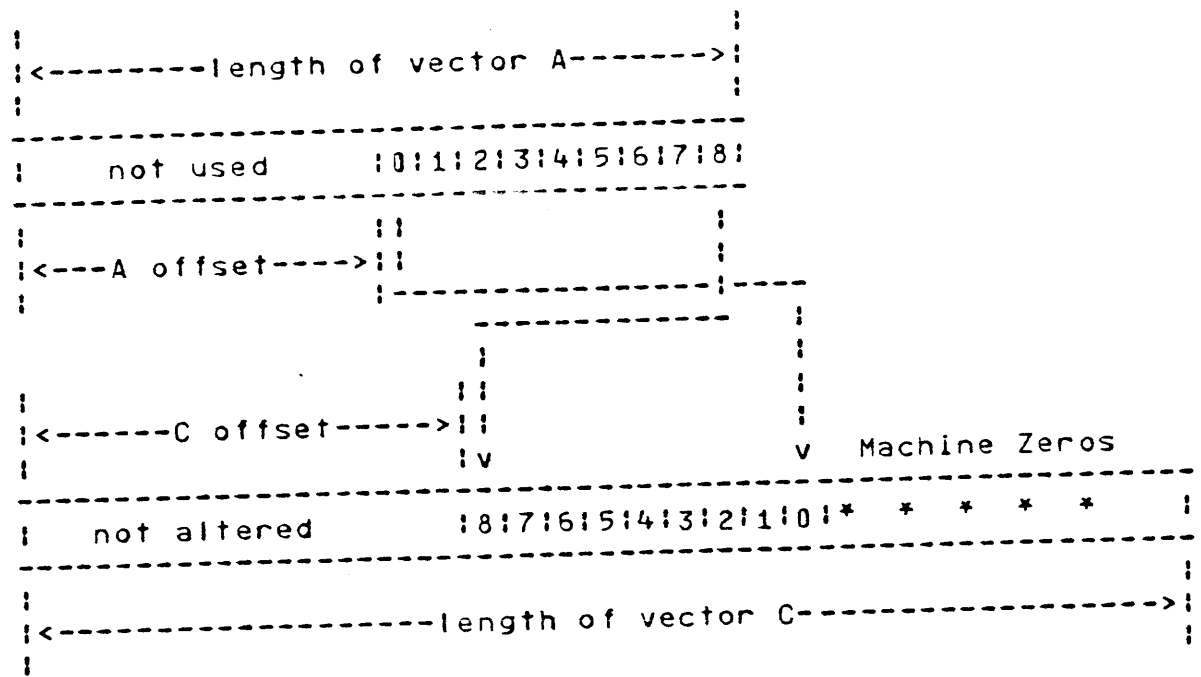 <--------length of vector A------->
not used |0|1|2|3|4|5|6|7|8|
<---A offset---->
<------C offset----->
v v Machine Zeros
not altered |8|7|6|5|4|3|2|1|0|* * * * *
<-----------------length of vector C---------------->